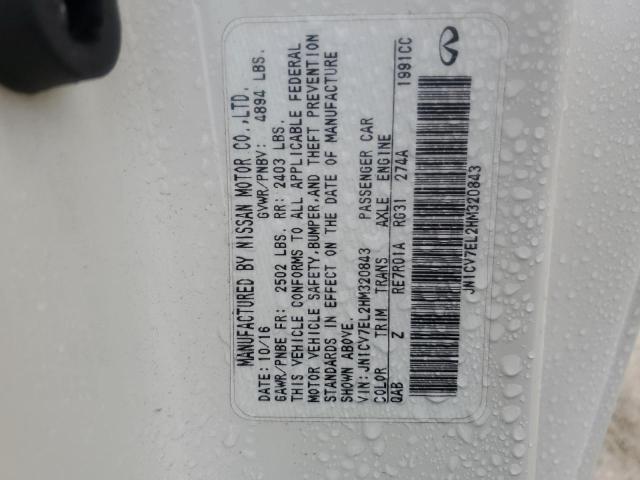 MANUFACTURED BY NISSAN MOTOR CO.,LTD.
DATE: 10/16 GVWR/PNBV: 4894 LBS.
GAWR/PNBE FR: 2502 LBS. RR: 2403 LBS.
THIS VEHICLE CONFORMS TO ALL APPLICABLE FEDERAL
MOTOR VEHICLE SAFETY,BUMPER,AND THEFT PREVENTION
STANDARDS IN EFFECT ON THE DATE OF MANUFACTURE
SHOWN ABOVE.
VIN: JN1CV7EL2HM320843 PASSENGER CAR
COLOR / TRIM TRANS AXLE ENGINE
QAB Z RE7R01A RG31 274A 1991CC
JN1CV7EL2HM320843